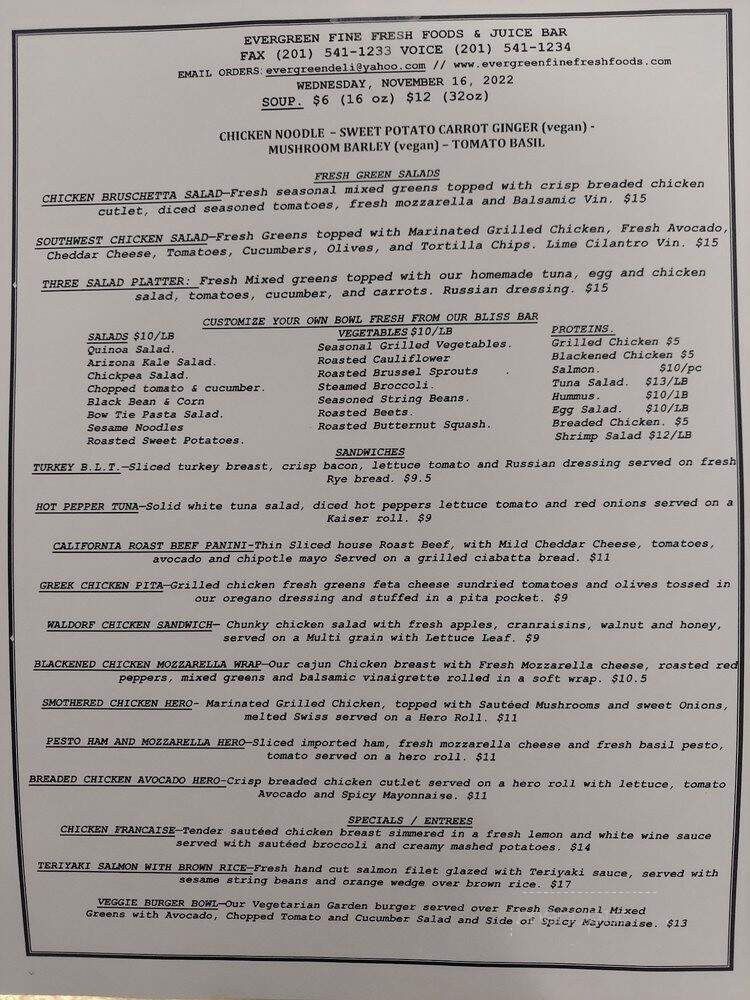 EVERGREEN FINE FRESH FOODS & JUICE BAR
FAX (201) 541-1233 VOICE (201) 541-1234
EMAIL ORDERS: evergreendeli@yahoo.com // www.evergreenfinefreshfoods.com
WEDNESDAY, NOVEMBER 16, 2022
SOUP. $6 (16 oz) $12 (32oz)
CHICKEN NOODLE – SWEET POTATO CARROT GINGER (vegan) -
MUSHROOM BARLEY (vegan) – TOMATO BASIL
FRESH GREEN SALADS
CHICKEN BRUSCHETTA SALAD—Fresh seasonal mixed greens topped with crisp breaded chicken
cutlet, diced seasoned tomatoes, fresh mozzarella and Balsamic Vin. $15
SOUTHWEST CHICKEN SALAD—Fresh Greens topped with Marinated Grilled Chicken, Fresh Avocado,
Cheddar Cheese, Tomatoes, Cucumbers, Olives, and Tortilla Chips. Lime Cilantro Vin. $15
THREE SALAD PLATTER: Fresh Mixed greens topped with our homemade tuna, egg and chicken
salad, tomatoes, cucumber, and carrots. Russian dressing. $15
CUSTOMIZE YOUR OWN BOWL FRESH FROM OUR BLISS BAR
SALADS $10/LB
Quinoa Salad.
Arizona Kale Salad.
Chickpea Salad.
Chopped tomato & cucumber.
Black Bean & Corn
Bow Tie Pasta Salad.
Sesame Noodles
Roasted Sweet Potatoes.
VEGETABLES $10/LB
Seasonal Grilled Vegetables.
Roasted Cauliflower
Roasted Brussel Sprouts .
Steamed Broccoli.
Seasoned String Beans.
Roasted Beets.
Roasted Butternut Squash.
PROTEINS.
Grilled Chicken $5
Blackened Chicken $5
Salmon. $10/pc
Tuna Salad. $13/LB
Hummus. $10/lB
Egg Salad. $10/LB
Breaded Chicken. $5
Shrimp Salad $12/LB
SANDWICHES
TURKEY B.L.T.—Sliced turkey breast, crisp bacon, lettuce tomato and Russian dressing served on fresh
Rye bread. $9.5
HOT PEPPER TUNA—Solid white tuna salad, diced hot peppers lettuce tomato and red onions served on a
Kaiser roll. $9
CALIFORNIA ROAST BEEF PANINI-Thin Sliced house Roast Beef, with Mild Cheddar Cheese, tomatoes,
avocado and chipotle mayo Served on a grilled ciabatta bread. $11
GREEK CHICKEN PITA—Grilled chicken fresh greens feta cheese sundried tomatoes and olives tossed in
our oregano dressing and stuffed in a pita pocket. $9
WALDORF CHICKEN SANDWICH— Chunky chicken salad with fresh apples, cranraisins, walnut and honey,
served on a Multi grain with Lettuce Leaf. $9
BLACKENED CHICKEN MOZZARELLA WRAP—Our cajun Chicken breast with Fresh Mozzarella cheese, roasted red
peppers, mixed greens and balsamic vinaigrette rolled in a soft wrap. $10.5
SMOTHERED CHICKEN HERO- Marinated Grilled Chicken, topped with Sautéed Mushrooms and sweet Onions,
melted Swiss served on a Hero Roll. $11
PESTO HAM AND MOZZARELLA HERO—Sliced imported ham, fresh mozzarella cheese and fresh basil pesto,
tomato served on a hero roll. $11
BREADED CHICKEN AVOCADO HERO-Crisp breaded chicken cutlet served on a hero roll with lettuce, tomato
Avocado and Spicy Mayonnaise. $11
SPECIALS / ENTREES
CHICKEN FRANCAISE—Tender sautéed chicken breast simmered in a fresh lemon and white wine sauce
served with sautéed broccoli and creamy mashed potatoes. $14
TERIYAKI SALMON WITH BROWN RICE—Fresh hand cut salmon filet glazed with Teriyaki sauce, served with
sesame string beans and orange wedge over brown rice. $17
VEGGIE BURGER BOWL—Our Vegetarian Garden burger served over Fresh Seasonal Mixed
Greens with Avocado, Chopped Tomato and Cucumber Salad and Side of Spicy Mayonnaise. $13